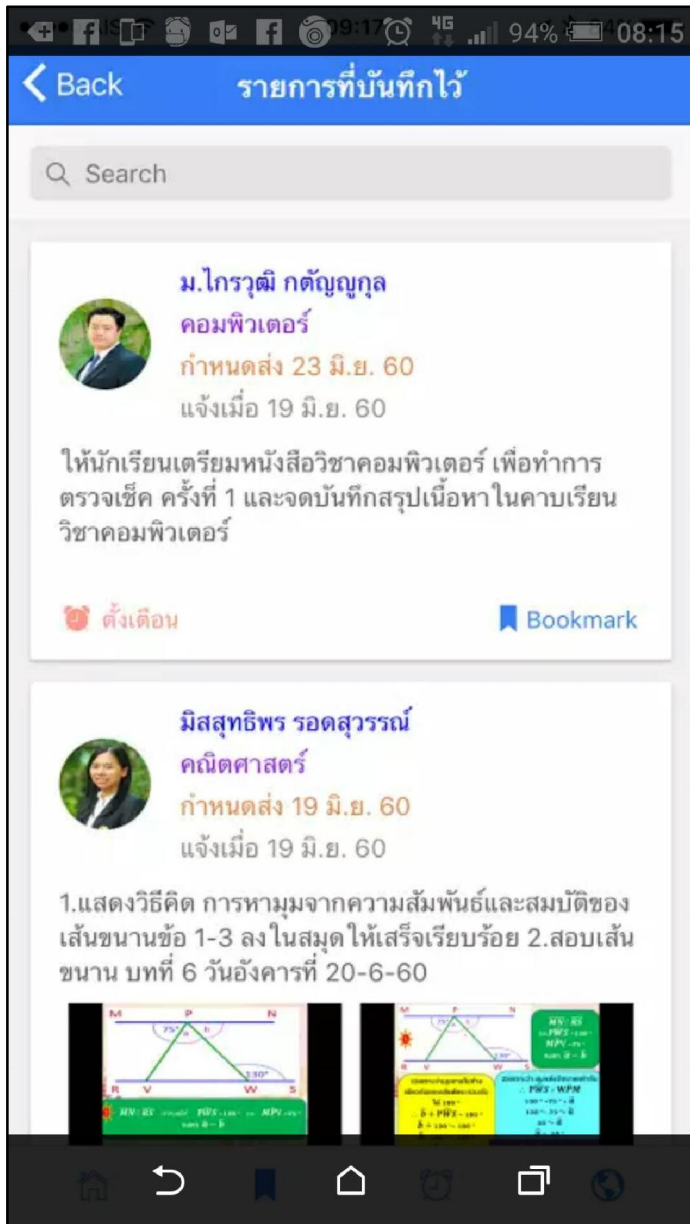 09:17
4G
94%
08:15
Back
รายการที่บันทึกไว้
Search
ม.ไกรวุฒิ กตัญญูกุล
คอมพิวเตอร์
กำหนดส่ง 23 มิ.ย. 60
แจ้งเมื่อ 19 มิ.ย. 60
ให้นักเรียนเตรียมหนังสือวิชาคอมพิวเตอร์ เพื่อทำการ
ตรวจเช็ค ครั้งที่ 1 และจดบันทึกสรุปเนื้อหาในคาบเรียน
วิชาคอมพิวเตอร์
ตั้งเตือน
Bookmark
มิสสุทธิพร รอดสุวรรณ์
คณิตศาสตร์
กำหนดส่ง 19 มิ.ย. 60
แจ้งเมื่อ 19 มิ.ย. 60
1.แสดงวิธีคิด การหามุมจากความสัมพันธ์และสมบัติของ
เส้นขนานข้อ 1-3 ลงในสมุดให้เสร็จเรียบร้อย 2.สอบเส้น
ขนาน บทที่ 6 วันอังคารที่ 20-6-60
M P N
75°
130°
R V W S
M P N
75°
130°
R V W S